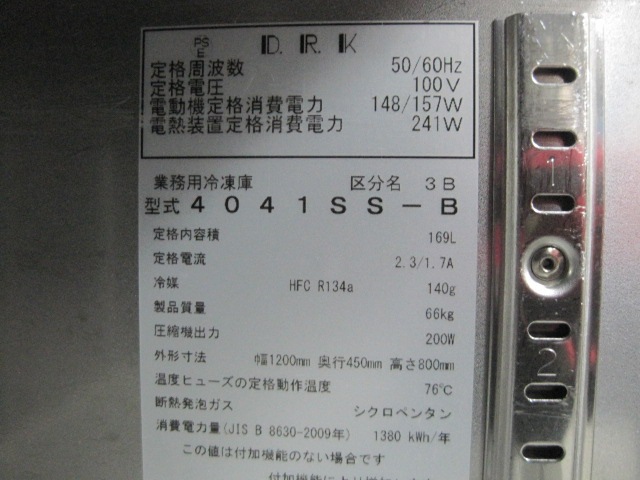 PS
E
D.R.K
定格周波数 50/60Hz
定格電圧 100V
電動機定格消費電力 148/157W
電熱装置定格消費電力 241W
業務用冷凍庫 区分名 3B
型式 4041SS-B
定格内容積 169L
定格電流 2.3/1.7A
冷媒 HFC R134a 140g
製品質量 66kg
圧縮機出力 200W
外形寸法 幅1200mm 奥行450mm 高さ800mm
温度ヒューズの定格動作温度 76℃
断熱発泡ガス シクロペンタン
消費電力量(JIS B 8630-2009年) 1380 kWh/年
この値は付加機能のない場合です
1
2